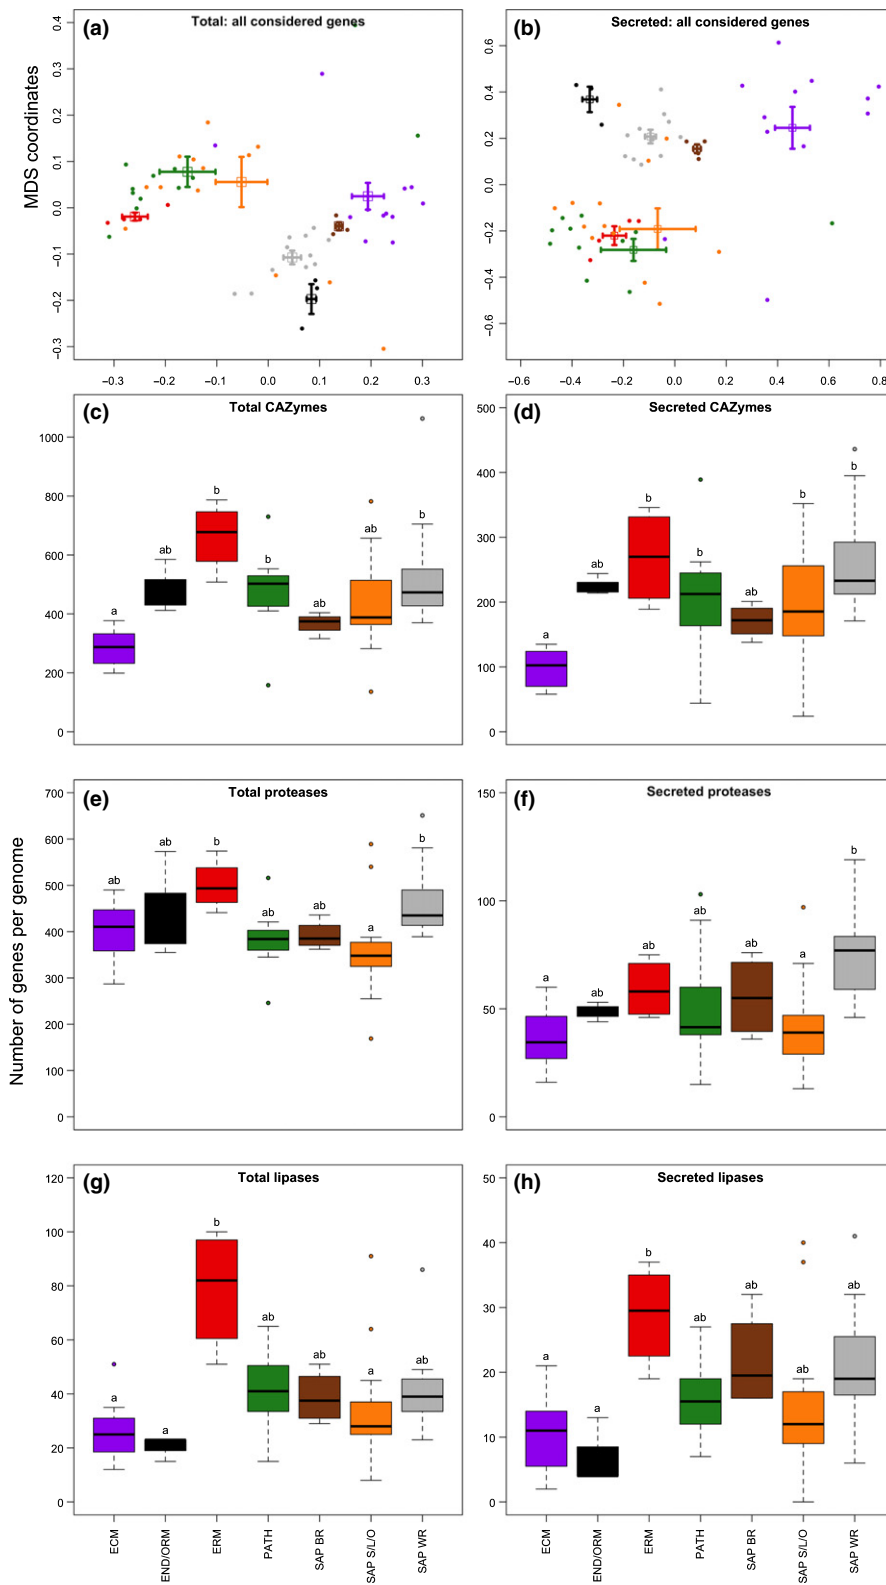 (a) Total: all considered genes
MDS coordinates
0.4
0.3
0.2
0.1
0.0
−0.1
−0.2
−0.3
−0.3 −0.2 −0.1 0.0 0.1 0.2 0.3
(b) Secreted: all considered genes
0.6
0.4
0.2
0.0
−0.2
−0.4
−0.6
−0.6 −0.4 −0.2 0.0 0.2 0.4 0.6 0.8
(c) Total CAZymes
1000
800
600
400
200
0
a ab b b ab ab b
(d) Secreted CAZymes
500
400
300
200
100
0
a ab b b ab b b
Number of genes per genome
(e) Total proteases
700
600
500
400
300
200
100
0
ab ab b ab ab a b
(f) Secreted proteases
150
100
50
0
a ab ab ab ab a b
(g) Total lipases
120
100
80
60
40
20
0
a a b ab ab a ab
ECM
END/ORM
ERM
PATH
SAP BR
SAP S/L/O
SAP WR
(h) Secreted lipases
50
40
30
20
10
0
a a b ab ab ab ab
ECM
END/ORM
ERM
PATH
SAP BR
SAP S/L/O
SAP WR